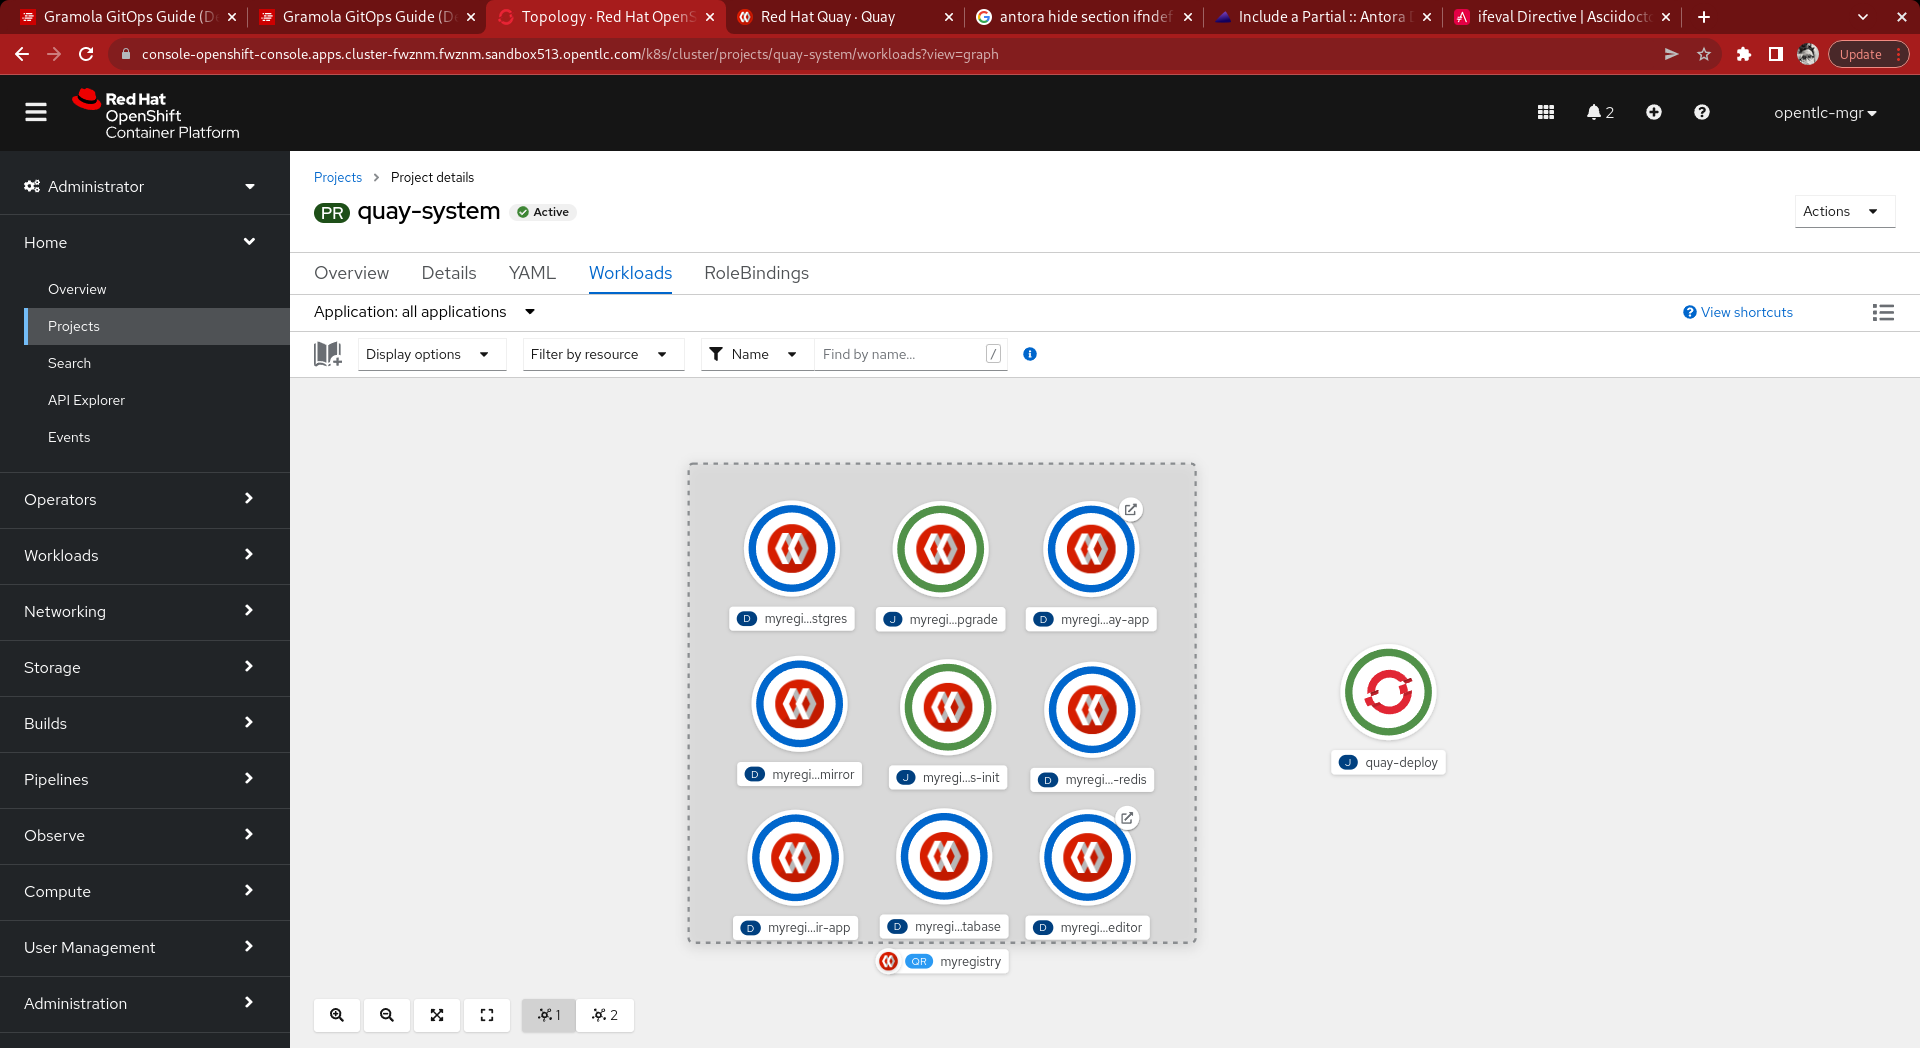 Gramola GitOps Guide (De
Gramola GitOps Guide (De
Topology · Red Hat OpenS
Red Hat Quay · Quay
antora hide section ifndef
Include a Partial :: Antora D
ifeval Directive | Asciidocto
console-openshift-console.apps.cluster-fwznm.fwznm.sandbox513.opentlc.com/k8s/cluster/projects/quay-system/workloads?view=graph
Update
Red Hat
OpenShift
Container Platform
2
opentlc-mgr
Administrator
Home
Overview
Projects
Search
API Explorer
Events
Operators
Workloads
Networking
Storage
Builds
Pipelines
Observe
Compute
User Management
Administration
Projects > Project details
PR quay-system Active
Actions
Overview Details YAML Workloads RoleBindings
Application: all applications
View shortcuts
Display options Filter by resource Name Find by name... /
D myregi...stgres
J myregi...pgrade
D myregi...ay-app
D myregi...mirror
J myregi...s-init
D myregi...-redis
D myregi...ir-app
D myregi...tabase
D myregi...editor
QR myregistry
J quay-deploy
1 2